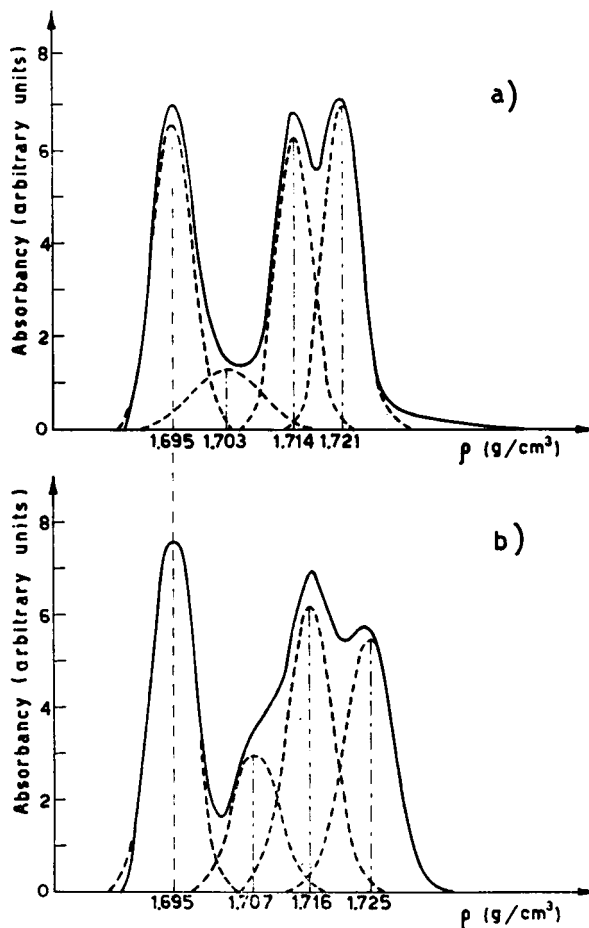 Absorbancy (arbitrary units)
8
6
4
2
0
a)
1,695 1,703 1,714 1,721
ρ (g/cm³)
Absorbancy (arbitrary units)
8
6
4
2
0
b)
1,695 1,707 1,716 1,725
ρ (g/cm³)